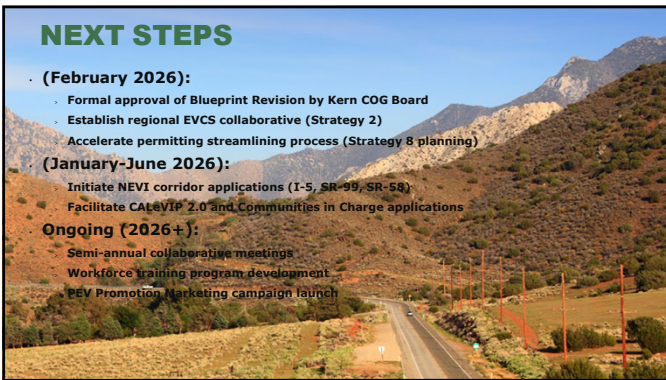 NEXT STEPS
· (February 2026):
> Formal approval of Blueprint Revision by Kern COG Board
> Establish regional EVCS collaborative (Strategy 2)
> Accelerate permitting streamlining process (Strategy 8 planning)
· (January-June 2026):
> Initiate NEVI corridor applications (I-5, SR-99, SR-58)
> Facilitate CALeVIP 2.0 and Communities in Charge applications
· Ongoing (2026+):
> Semi-annual collaborative meetings
> Workforce training program development
> PEV Promotion Marketing campaign launch